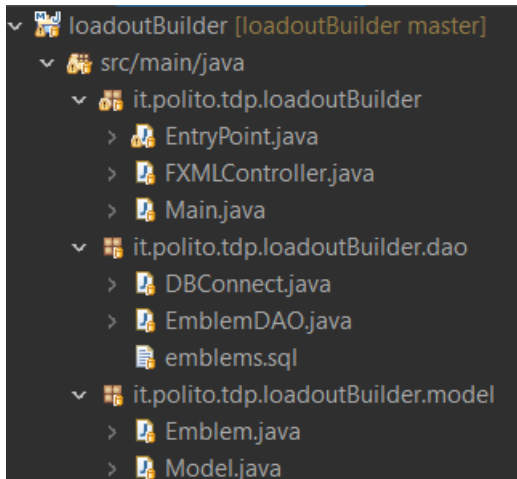 loadoutBuilder [loadoutBuilder master]
src/main/java
it.polito.tdp.loadoutBuilder
EntryPoint.java
FXMLController.java
Main.java
it.polito.tdp.loadoutBuilder.dao
DBConnect.java
EmblemDAO.java
emblems.sql
it.polito.tdp.loadoutBuilder.model
Emblem.java
Model.java